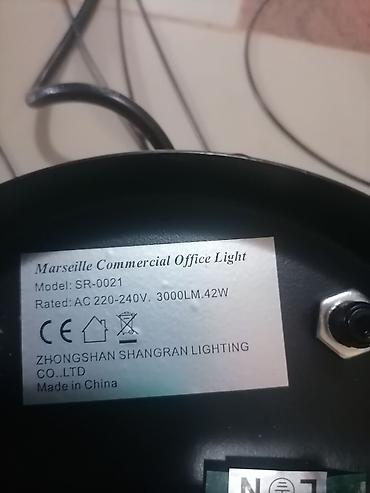 Marseille Commercial Office Light
Model: SR-0021
Rated: AC 220-240V. 3000LM.42W
CE
ZHONGSHAN SHANGRAN LIGHTING
CO.,LTD
Made in China
L N